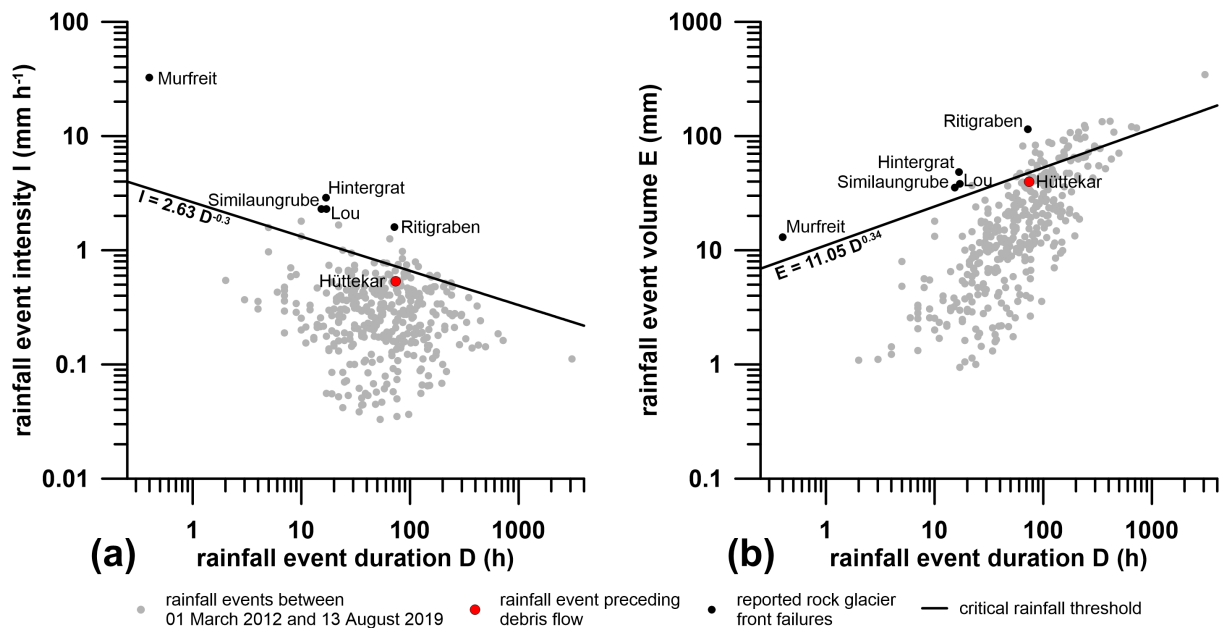 100
10
1
0.1
0.01
rainfall event intensity I (mm h⁻¹)
Murfreit
Hintergrat
Similaungrube
Lou
Ritigraben
Hüttekar
I = 2.63 D⁻⁰·³
1
10
100
1000
(a)
rainfall event duration D (h)
1000
100
10
1
0.1
rainfall event volume E (mm)
Ritigraben
Hintergrat
Similaungrube
Lou
Hüttekar
Murfreit
E = 11.05 D⁰·³⁴
1
10
100
1000
(b)
rainfall event duration D (h)
rainfall events between
01 March 2012 and 13 August 2019
rainfall event preceding
debris flow
reported rock glacier
front failures
critical rainfall threshold